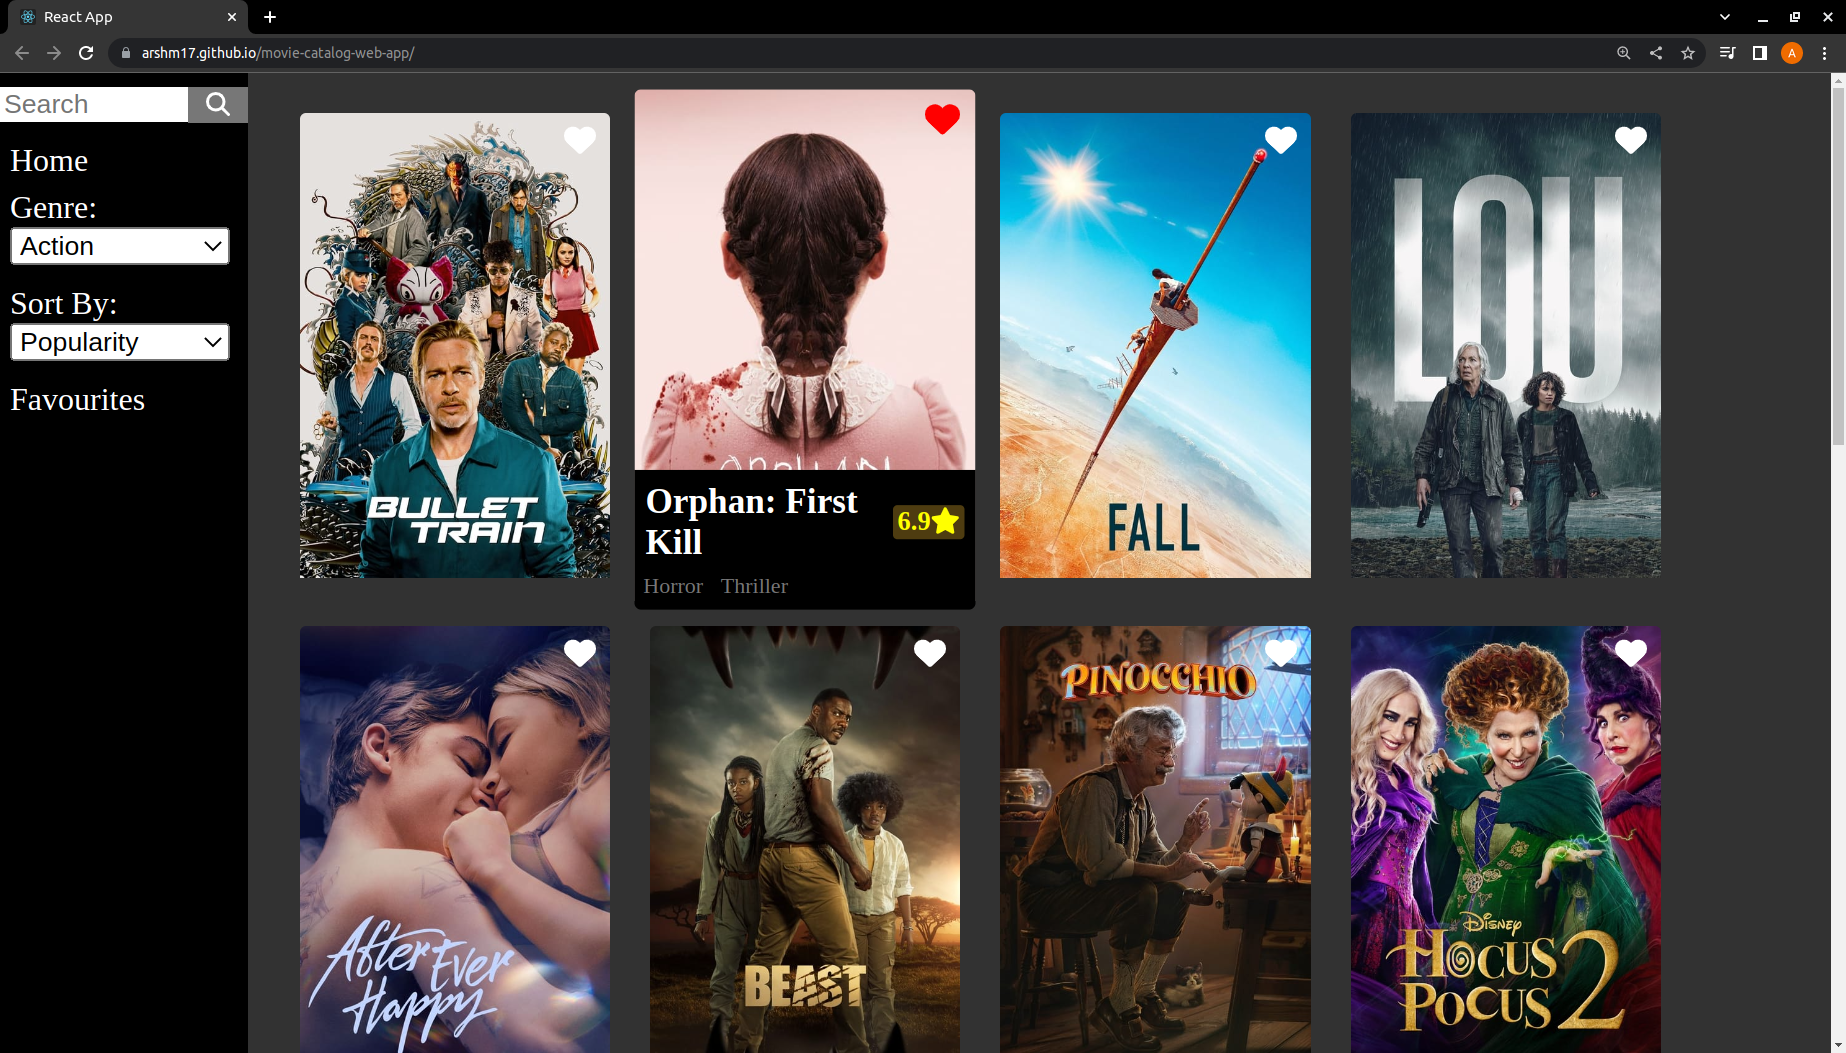 React App
arshm17.github.io/movie-catalog-web-app/
A
Search
Home
Genre:
Action
Sort By:
Popularity
Favourites
BULLET
TRAIN
ORPHAN
Orphan: First
Kill
6.9
Horror Thriller
FALL
LOU
After Ever
Happy
BEAST
PINOCCHIO
Disney
HOCUS
POCUS 2